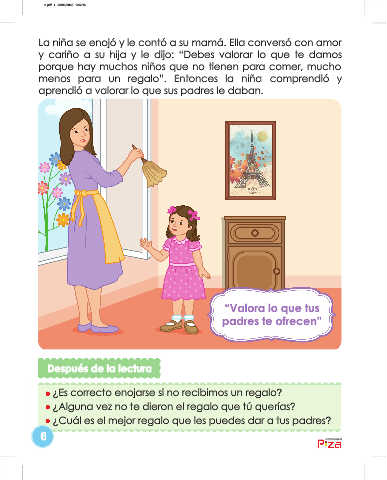 La niña se enojó y le contó a su mamá. Ella conversó con amor
y cariño a su hija y le dijo: “Debes valorar lo que te damos
porque hay muchos niños que no tienen para comer, mucho
menos para un regalo”. Entonces la niña comprendió y
aprendió a valorar lo que sus padres le daban.
“Valora lo que tus
padres te ofrecen”
Después de la lectura
¿Es correcto enojarse si no recibimos un regalo?
¿Alguna vez no te dieron el regalo que tú querías?
¿Cuál es el mejor regalo que les puedes dar a tus padres?
6